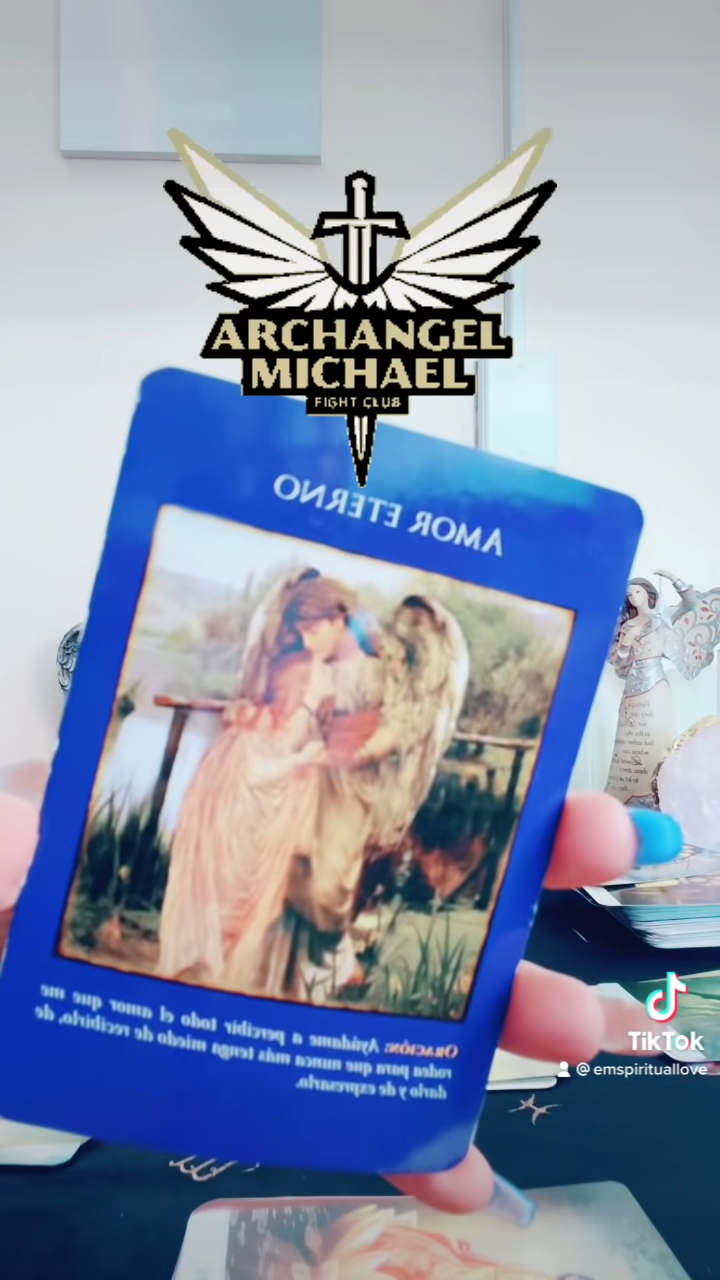 ARCHANGEL
MICHAEL
FIGHT CLUB
AMOR ETERNO
ORACIÓN: Ayúdame a percibir todo el amor que me
rodea para que nunca más tenga miedo de recibirlo, de
darlo y de expresarlo.
TikTok
@emspirituallove